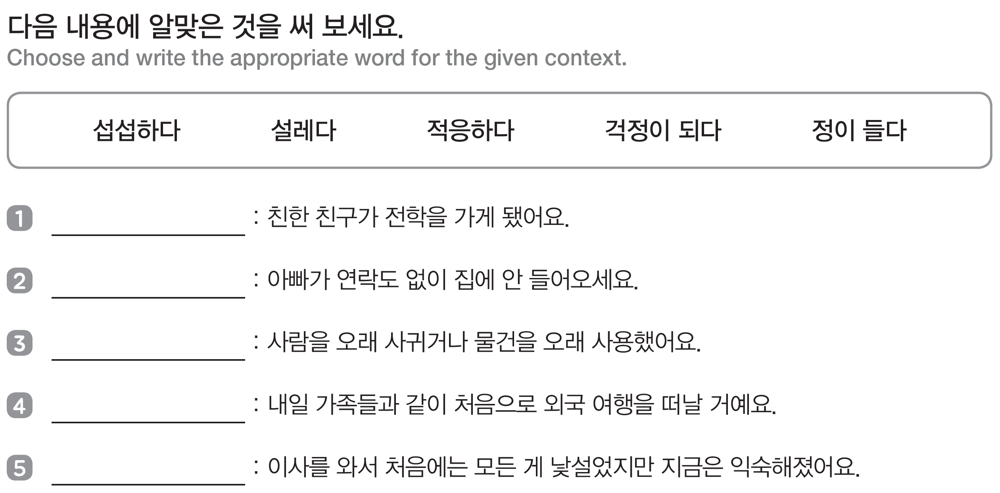 다음 내용에 알맞은 것을 써 보세요.
Choose and write the appropriate word for the given context.
섭섭하다 설레다 적응하다 걱정이 되다 정이 들다
1 : 친한 친구가 전학을 가게 됐어요.
2 : 아빠가 연락도 없이 집에 안 들어오세요.
3 : 사람을 오래 사귀거나 물건을 오래 사용했어요.
4 : 내일 가족들과 같이 처음으로 외국 여행을 떠날 거예요.
5 : 이사를 와서 처음에는 모든 게 낯설었지만 지금은 익숙해졌어요.